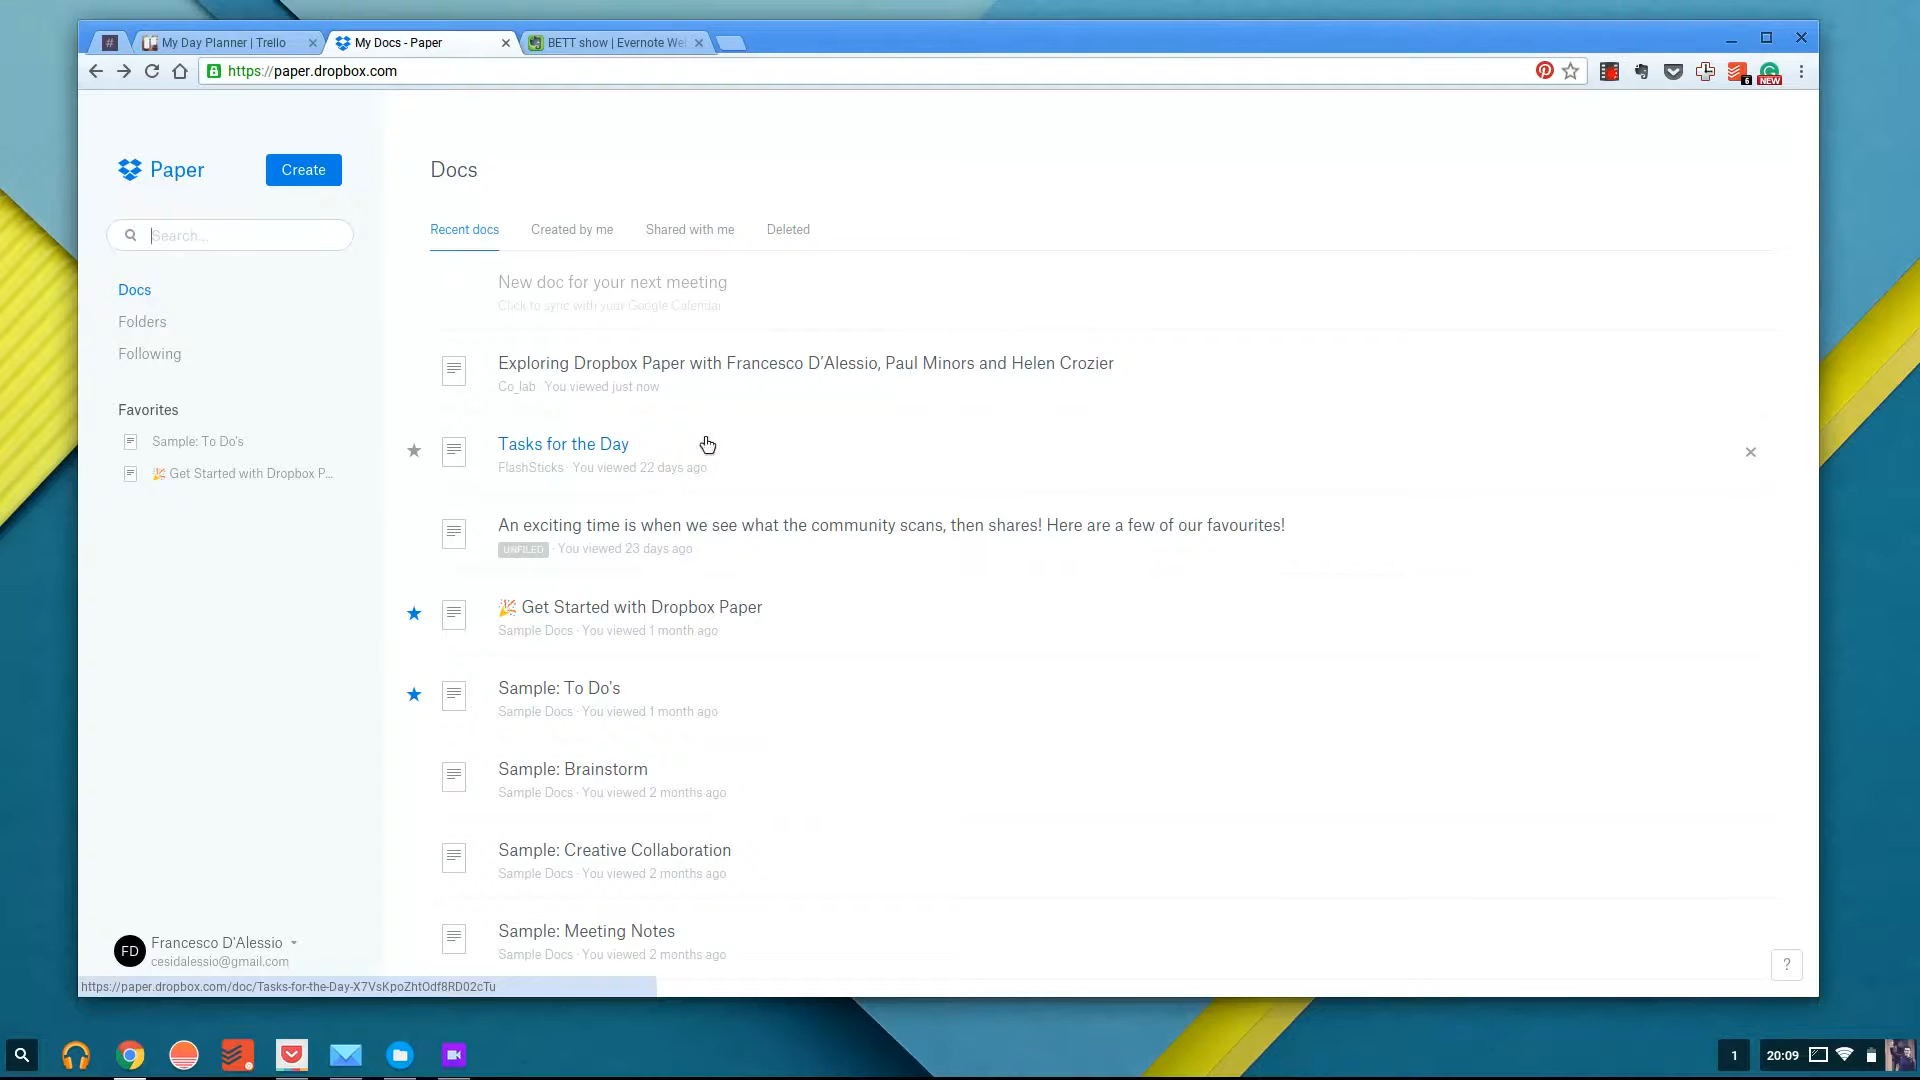 #
My Day Planner | Trello
My Docs - Paper
BETT show | Evernote We
https://paper.dropbox.com
6
NEW
Paper
Create
Docs
Search...
Recent docs
Created by me
Shared with me
Deleted
Docs
Folders
Following
New doc for your next meeting
Click to sync with your Google Calendar
Exploring Dropbox Paper with Francesco D'Alessio, Paul Minors and Helen Crozier
Co_lab You viewed just now
Favorites
Sample: To Do's
🎉 Get Started with Dropbox P...
Tasks for the Day
FlashSticks · You viewed 22 days ago
An exciting time is when we see what the community scans, then shares! Here are a few of our favourites!
UNFILED · You viewed 23 days ago
🎉 Get Started with Dropbox Paper
Sample Docs · You viewed 1 month ago
Sample: To Do's
Sample Docs · You viewed 1 month ago
Sample: Brainstorm
Sample Docs · You viewed 2 months ago
Sample: Creative Collaboration
Sample Docs · You viewed 2 months ago
Sample: Meeting Notes
Sample Docs · You viewed 2 months ago
FD
Francesco D'Alessio
cesidalessio@gmail.com
?
https://paper.dropbox.com/doc/Tasks-for-the-Day-X7VsKpoZhtOdf8RD02cTu
1
20:09